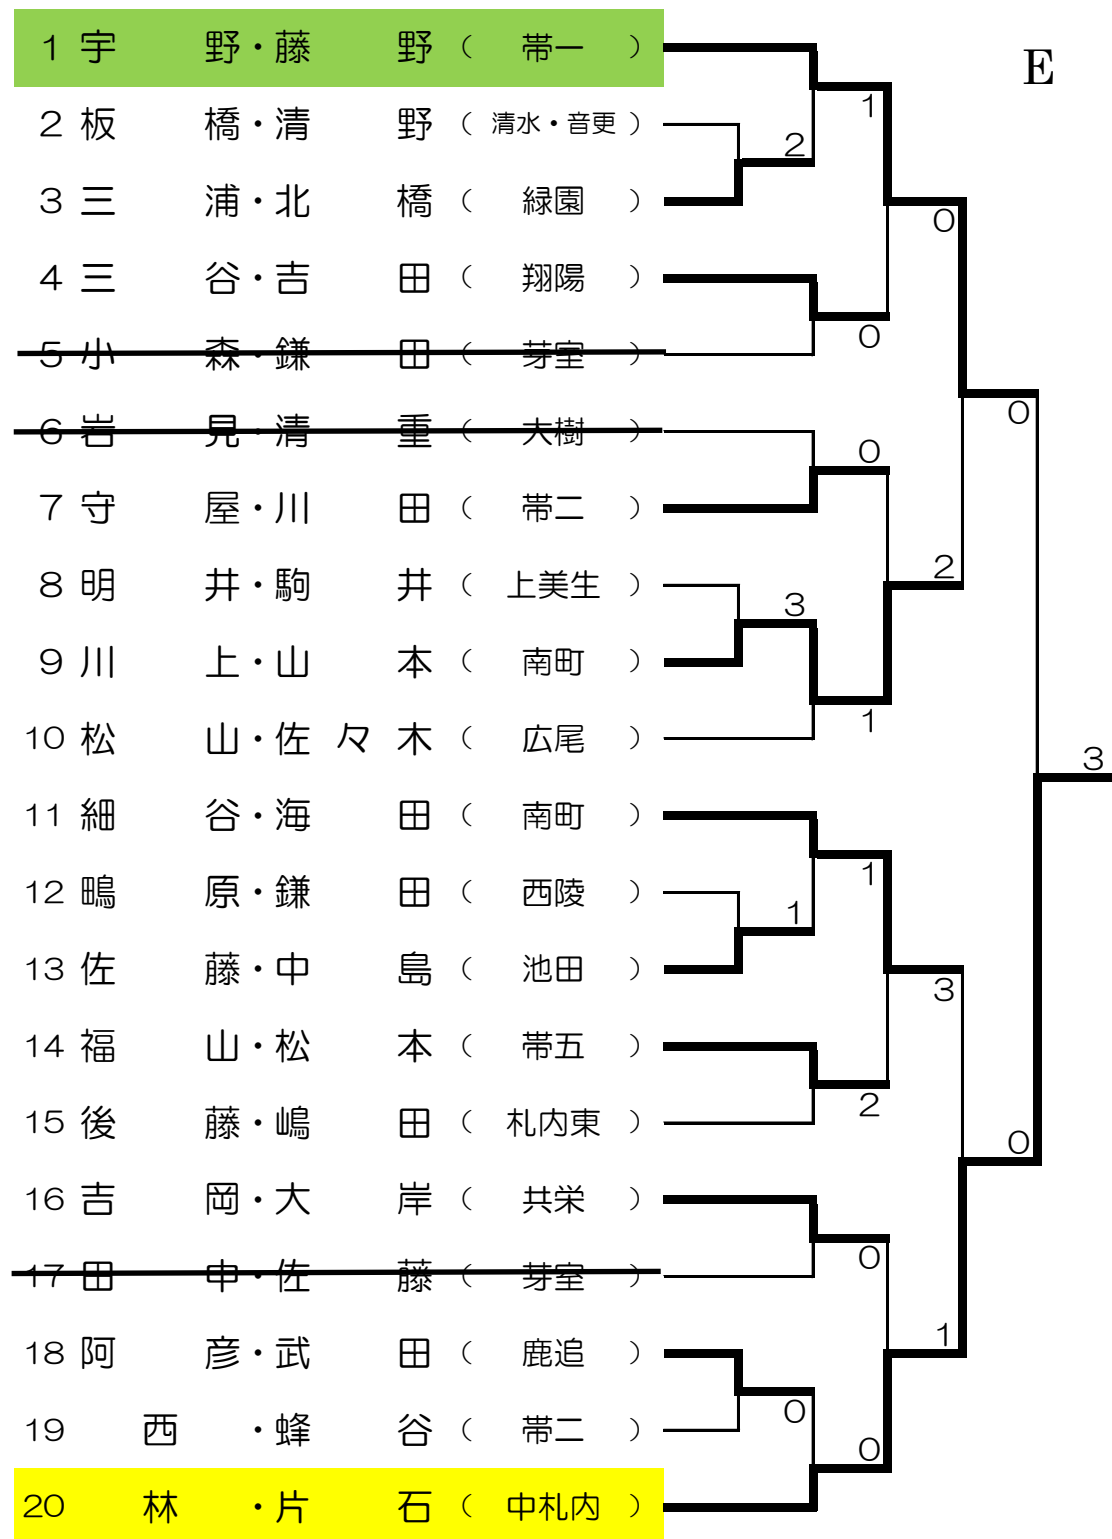 1 宇 野・藤 野 （ 帯一 ）
E
1
2 板 橋・清 野 （ 清水・音更 ）
2
3 三 浦・北 橋 （ 緑園 ）
0
4 三 谷・吉 田 （ 翔陽 ）
0
5 小 森・鎌 田 （ 芽室 ）
0
6 岩 見・清 重 （ 大樹 ）
0
7 守 屋・川 田 （ 帯二 ）
2
8 明 井・駒 井 （ 上美生 ）
3
9 川 上・山 本 （ 南町 ）
1
10 松 山・佐 々 木 （ 広尾 ）
3
11 細 谷・海 田 （ 南町 ）
1
12 鴫 原・鎌 田 （ 西陵 ）
1
13 佐 藤・中 島 （ 池田 ）
3
14 福 山・松 本 （ 帯五 ）
2
15 後 藤・嶋 田 （ 札内東 ）
0
16 吉 岡・大 岸 （ 共栄 ）
0
17 田 中・佐 藤 （ 芽室 ）
1
18 阿 彦・武 田 （ 鹿追 ）
0
19 西 ・蜂 谷 （ 帯二 ）
0
20 林 ・片 石 （ 中札内 ）